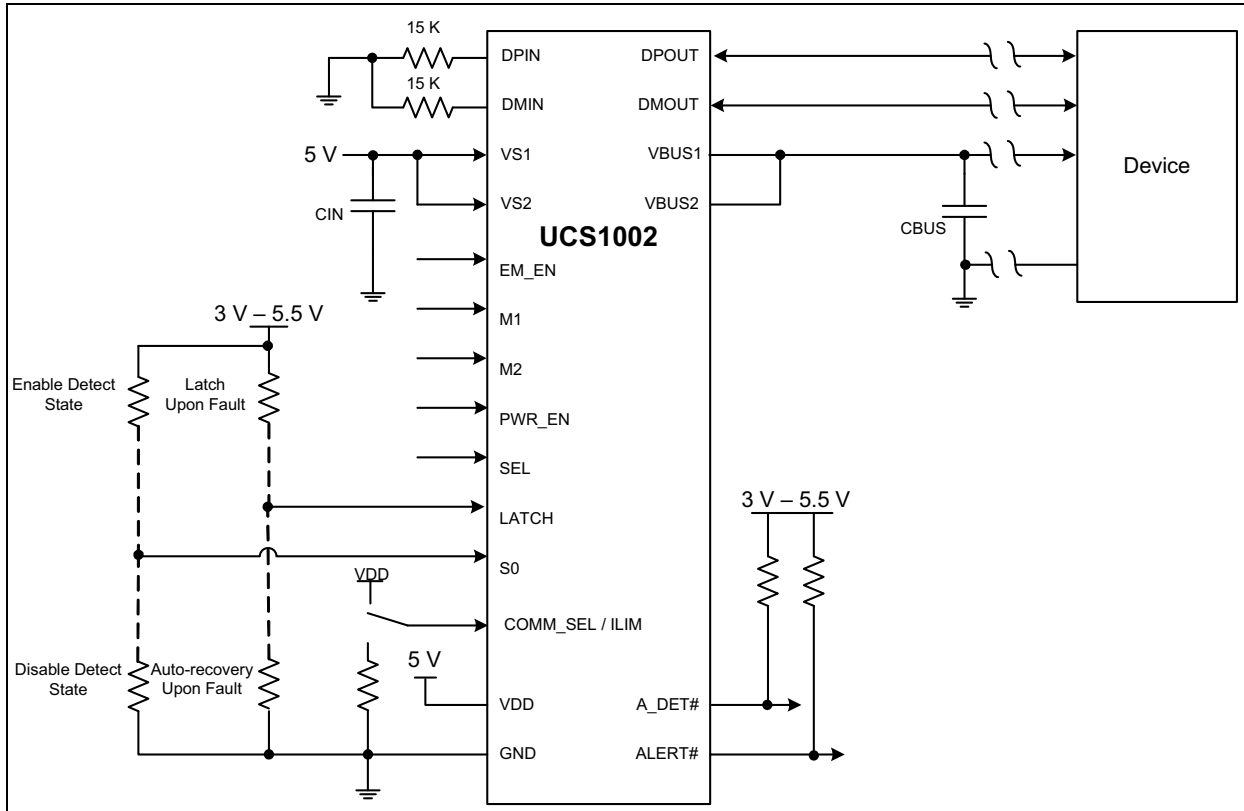 15 K
DPIN
DPOUT
15 K
DMIN
DMOUT
5 V
VS1
VBUS1
Device
VS2
VBUS2
CIN
CBUS
UCS1002
EM_EN
3 V – 5.5 V
M1
M2
Enable Detect
State
Latch
Upon Fault
PWR_EN
SEL
3 V – 5.5 V
LATCH
S0
VDD
COMM_SEL / ILIM
Disable Detect
State
Auto-recovery
Upon Fault
5 V
VDD
A_DET#
GND
ALERT#